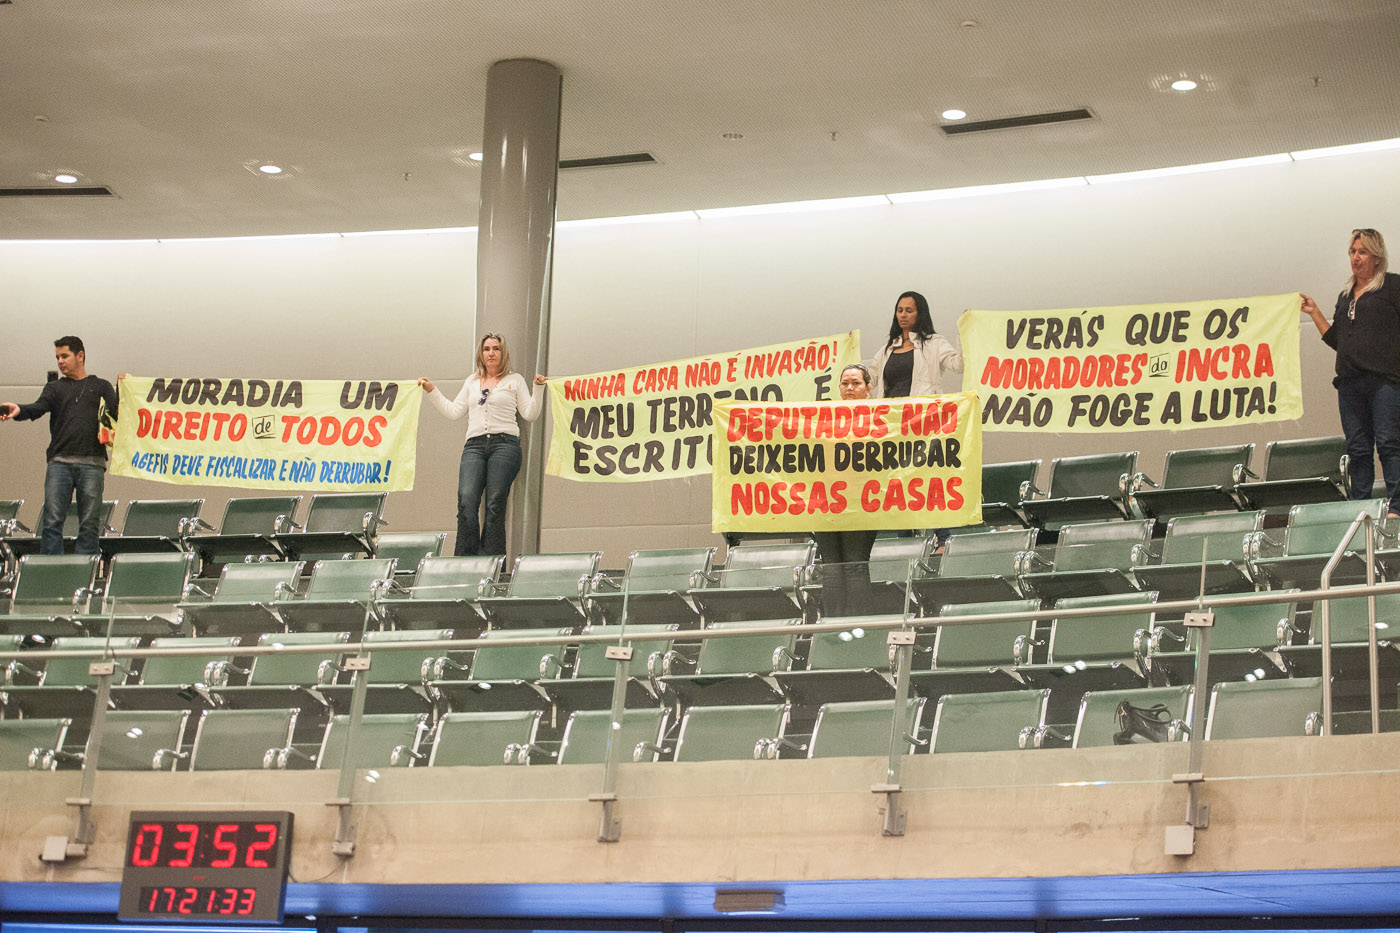 MORADIA UM
DIREITO de TODOS
AGEFIS DEVE FISCALIZAR E NÃO DERRUBAR!
MINHA CASA NÃO É INVASÃO!
MEU TERRENO É
DEPUTADOS NÃO
DEIXEM DERRUBAR
NOSSAS CASAS
VERÁS QUE OS
MORADORES do INCRA
NÃO FOGE A LUTA!
03:52
17:21:33